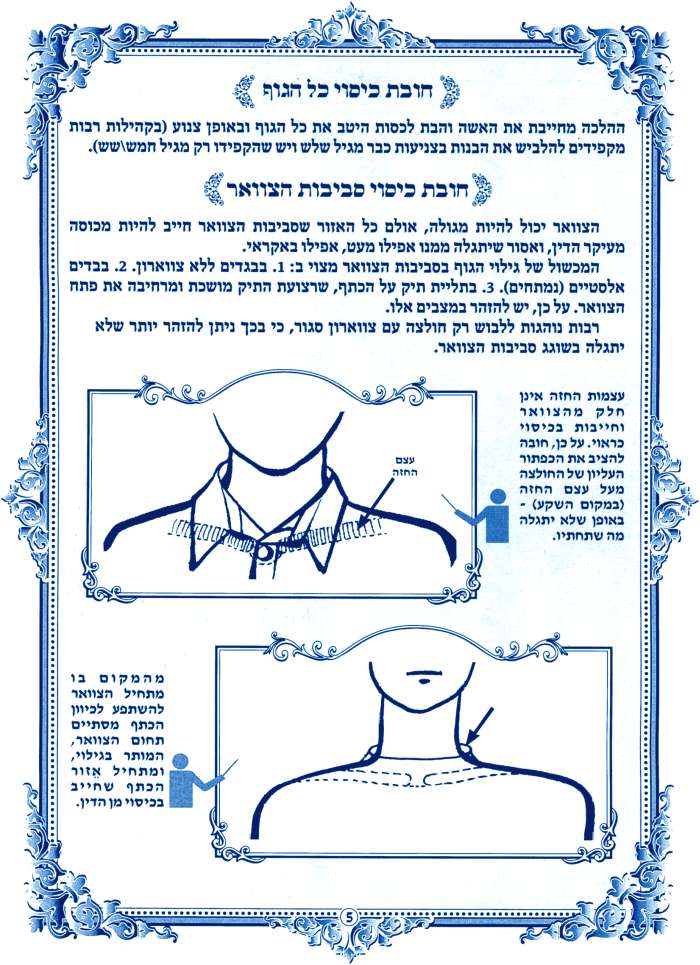 חובת כיסוי כל הגוף
ההלכה מחייבת את האשה והבת לכסות היטב את כל הגוף ובאופן צנוע (בקהילות רבות
מקפידים להלביש את הבנות בצניעות כבר מגיל שלש ויש שהקפידו רק מגיל חמש\שש).
חובת כיסוי סביבות הצוואר
הצוואר יכול להיות מגולה, אולם כל האזור שסביבות הצוואר חייב להיות מכוסה
מעיקר הדין, ואסור שיתגלה ממנו אפילו מעט, אפילו באקראי.
המכשול של גילוי הגוף בסביבות הצוואר מצוי ב: 1. בבגדים ללא צווארון. 2. בבדים
אלסטיים (נמתחים). 3. בתליית תיק על הכתף, שרצועת התיק מושכת ומרחיבה את פתח
הצוואר. על כן, יש להזהר במצבים אלו.
רבות נוהגות ללבוש רק חולצה עם צווארון סגור, כי בכך ניתן להזהר יותר שלא
יתגלה בשוגג סביבות הצוואר.
עצמות החזה אינן
חלק מהצוואר
וחייבות בכיסוי
כראוי. על כן, חובה
להציב את הכפתור
העליון של החולצה
מעל עצם החזה
(במקום השקע) -
באופן שלא יתגלה
מה שתחתיו.
עצם
החזה
מהמקום בו
מתחיל הצוואר
להשתפע לכיוון
הכתף מסתיים
תחום הצוואר,
המותר בגילוי,
ומתחיל אֵזור
הכתף שחייב
בכיסוי מן הדין.
5